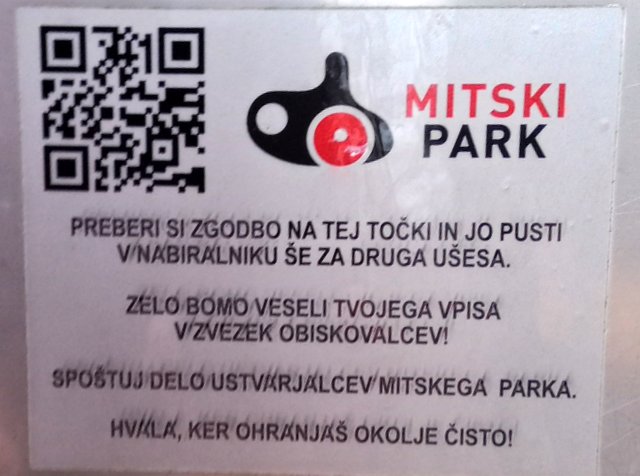 MITSKI
PARK
PREBERI SI ZGODBO NA TEJ TOČKI IN JO PUSTI
V NABIRALNIKU ŠE ZA DRUGA UŠESA.
ZELO BOMO VESELI TVOJEGA VPISA
V ZVEZEK OBISKOVALCEV!
SPOŠTUJ DELO USTVARJALCEV MITSKEGA PARKA.
HVALA, KER OHRANJAŠ OKOLJE ČISTO!